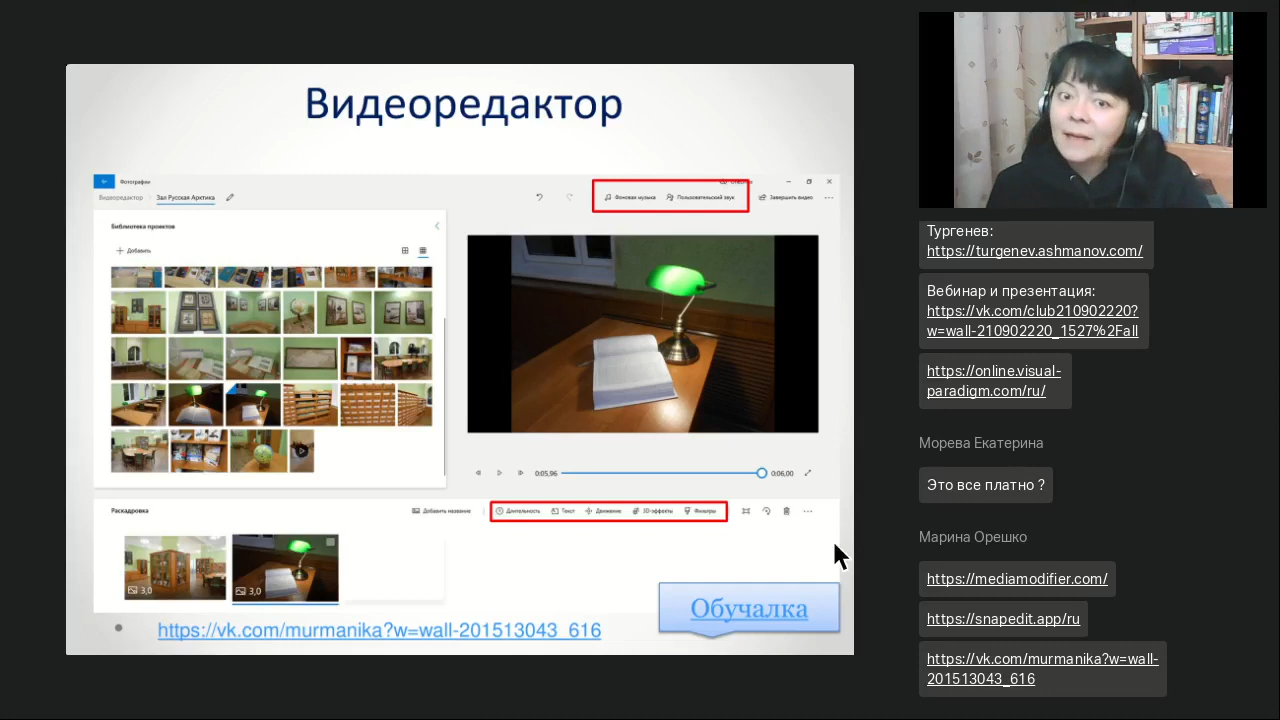 Видеоредактор
Фотографии
Видеоредактор
Зал Русская Арктика
Фоновая музыка
Пользовательский звук
Завершить видео
Библиотека проектов
Добавить
0:05,96
0:06,00
Раскадровка
Добавить название
Длительность
Текст
Движение
3D-эффекты
Фильтры
3,0
3,0
Обучалка
https://vk.com/murmanika?w=wall-201513043_616
Тургенев:
https://turgenev.ashmanov.com/
Вебинар и презентация:
https://vk.com/club210902220?
w=wall-210902220_1527%2Fall
https://online.visual-
paradigm.com/ru/
Морева Екатерина
Это все платно ?
Марина Орешко
https://mediamodifier.com/
https://snapedit.app/ru
https://vk.com/murmanika?w=wall-
201513043_616